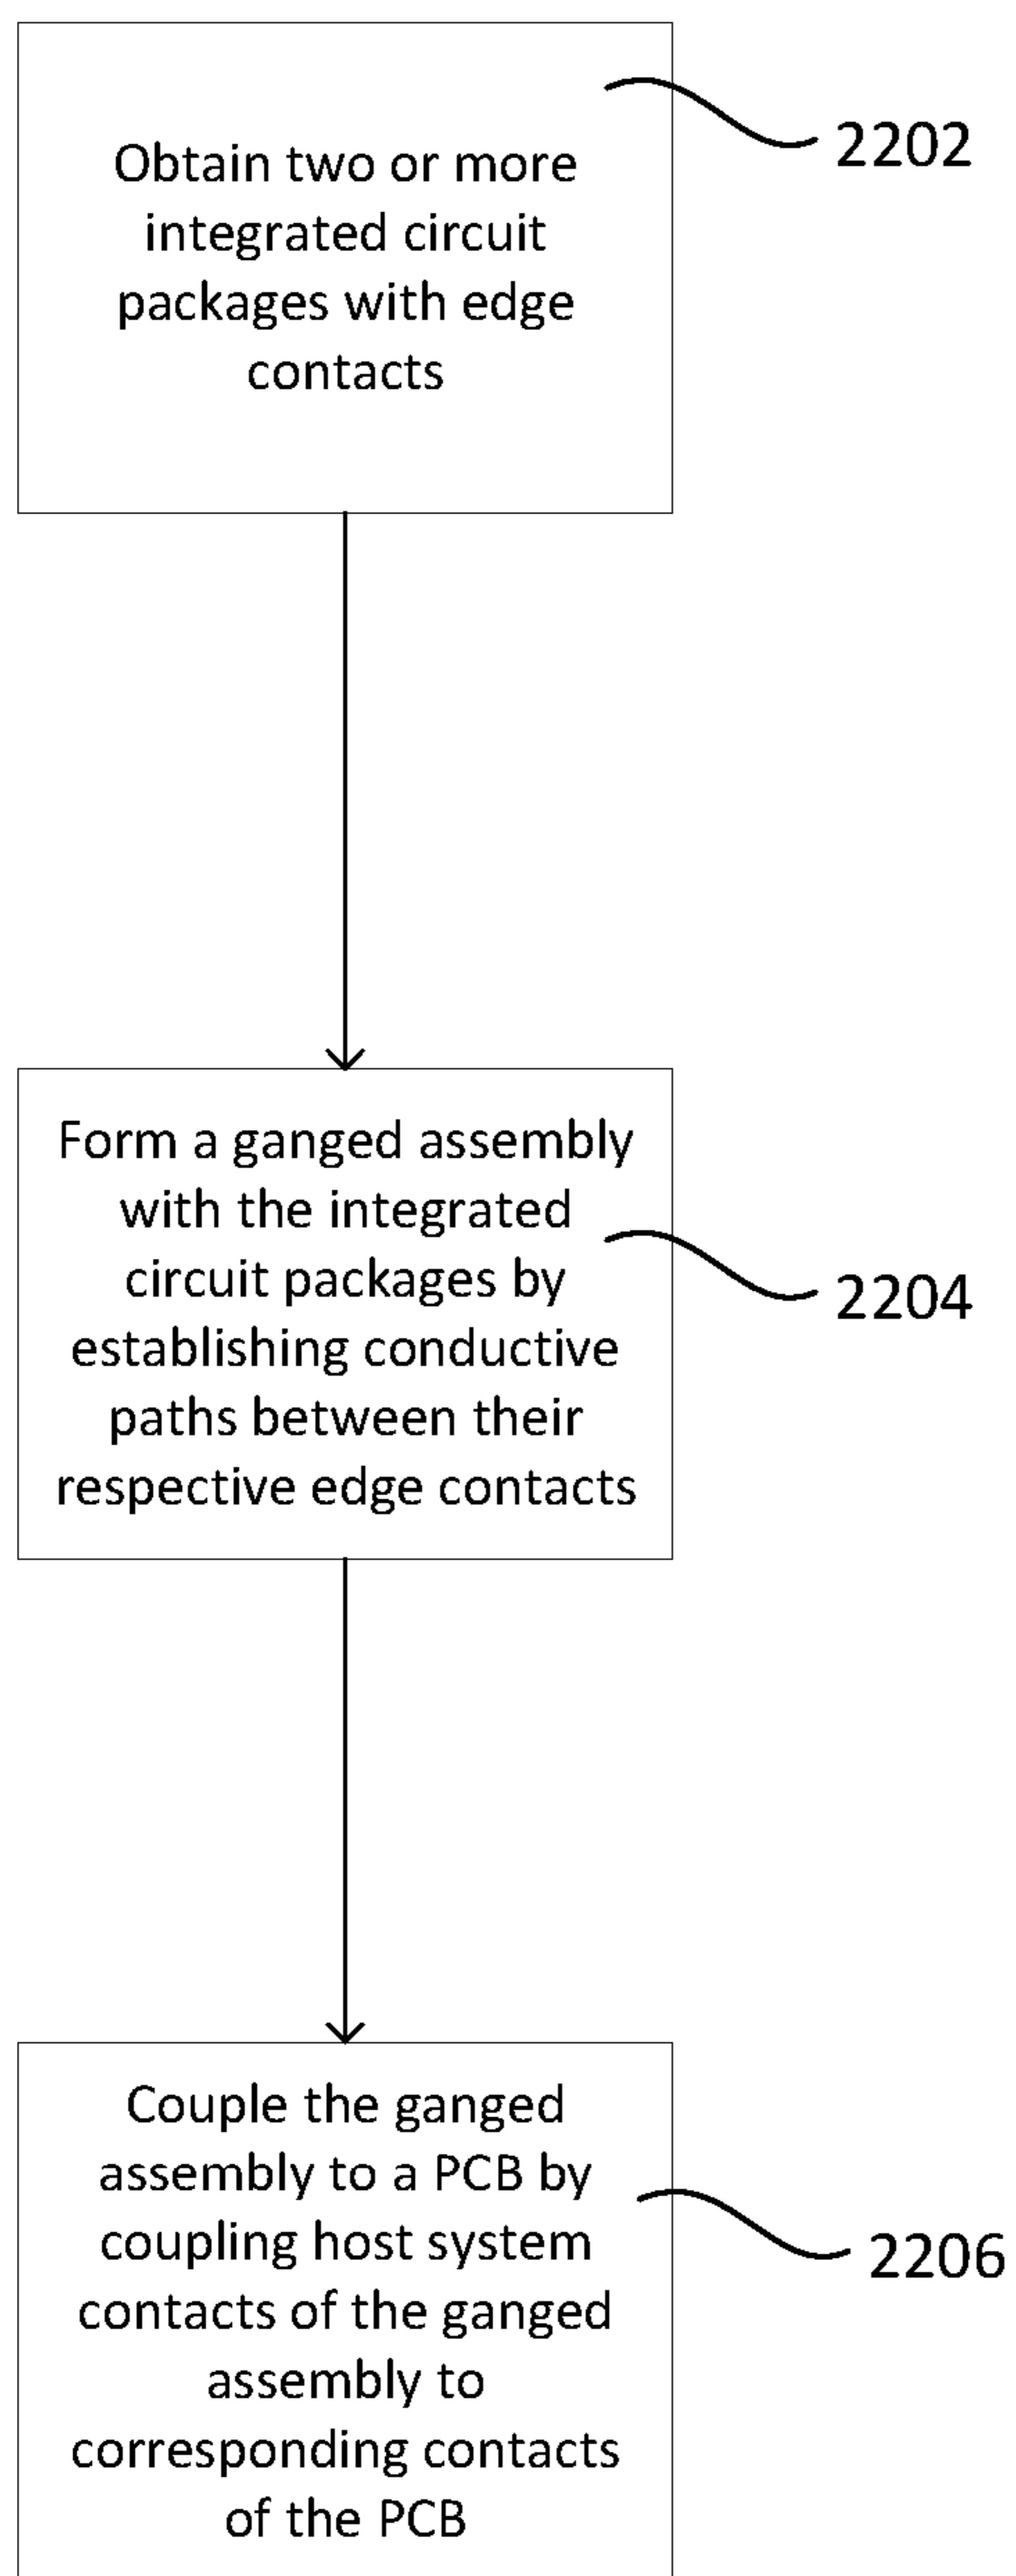 Obtain two or more
integrated circuit
packages with edge
contacts
2202
Form a ganged assembly
with the integrated
circuit packages by
establishing conductive
paths between their
respective edge contacts
2204
Couple the ganged
assembly to a PCB by
coupling host system
contacts of the ganged
assembly to
corresponding contacts
of the PCB
2206